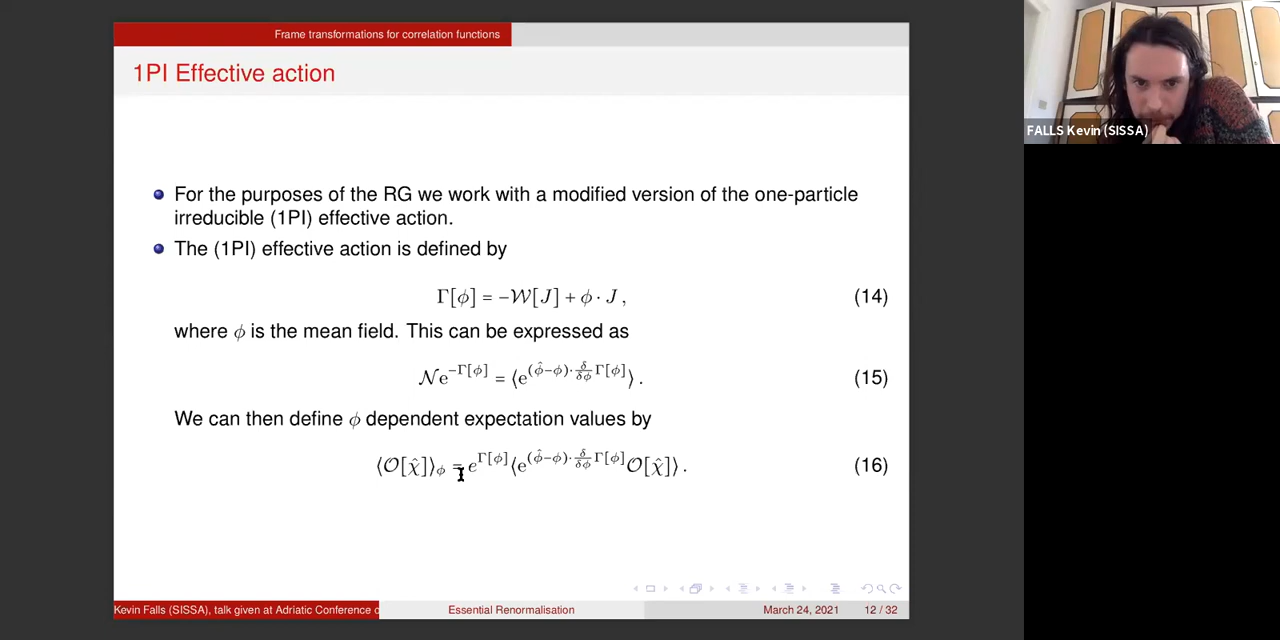 Frame transformations for correlation functions
1PI Effective action
For the purposes of the RG we work with a modified version of the one-particle
irreducible (1PI) effective action.
The (1PI) effective action is defined by
Γ[ϕ] = −𝒲[J] + ϕ · J , (14)
where ϕ is the mean field. This can be expressed as
𝒩e^{−Γ[ϕ]} = ⟨e^{(ϕ̂−ϕ)·\frac{δ}{δϕ}Γ[ϕ]}⟩ . (15)
We can then define ϕ dependent expectation values by
⟨𝒪[χ̂]⟩_ϕ = e^{Γ[ϕ]}⟨e^{(ϕ̂−ϕ)·\frac{δ}{δϕ}Γ[ϕ]}𝒪[χ̂]⟩ . (16)
Kevin Falls (SISSA), talk given at Adriatic Conference o
Essential Renormalisation
March 24, 2021
12 / 32
FALLS Kevin (SISSA)